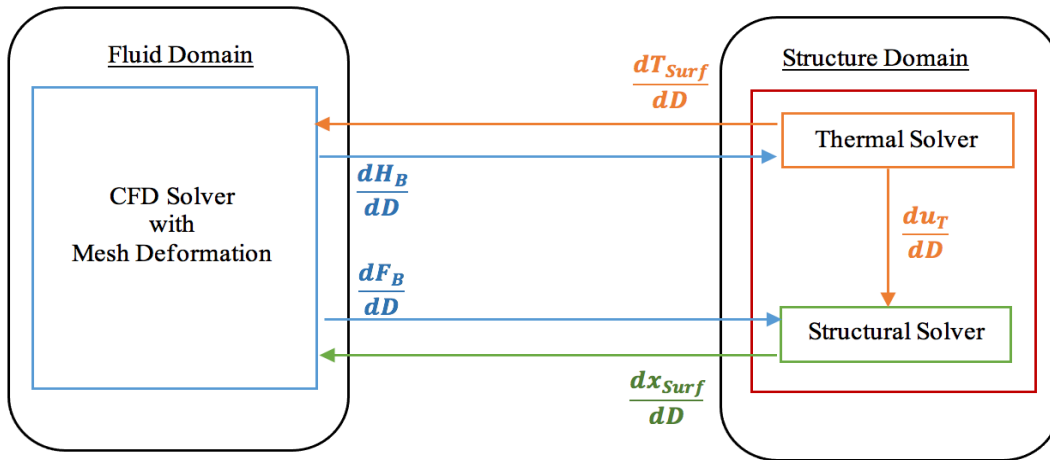 Fluid Domain
Structure Domain
dT_Surf
dD
Thermal Solver
dH_B
dD
CFD Solver
with
Mesh Deformation
du_T
dD
dF_B
dD
Structural Solver
dx_Surf
dD